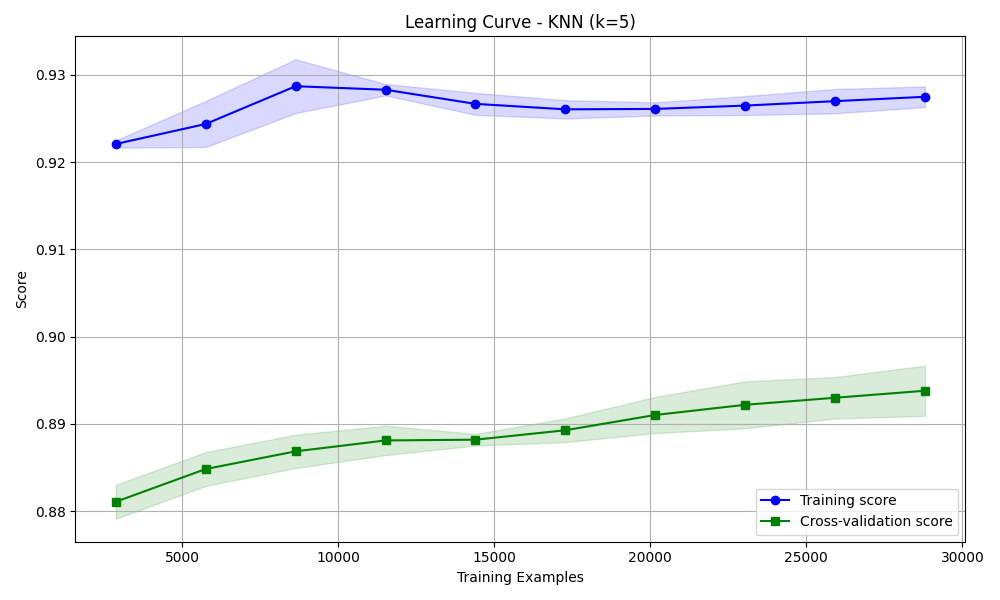 Learning Curve - KNN (k=5)
0.93
0.92
0.91
0.90
0.89
0.88
Score
Training score
Cross-validation score
5000 10000 15000 20000 25000 30000
Training Examples